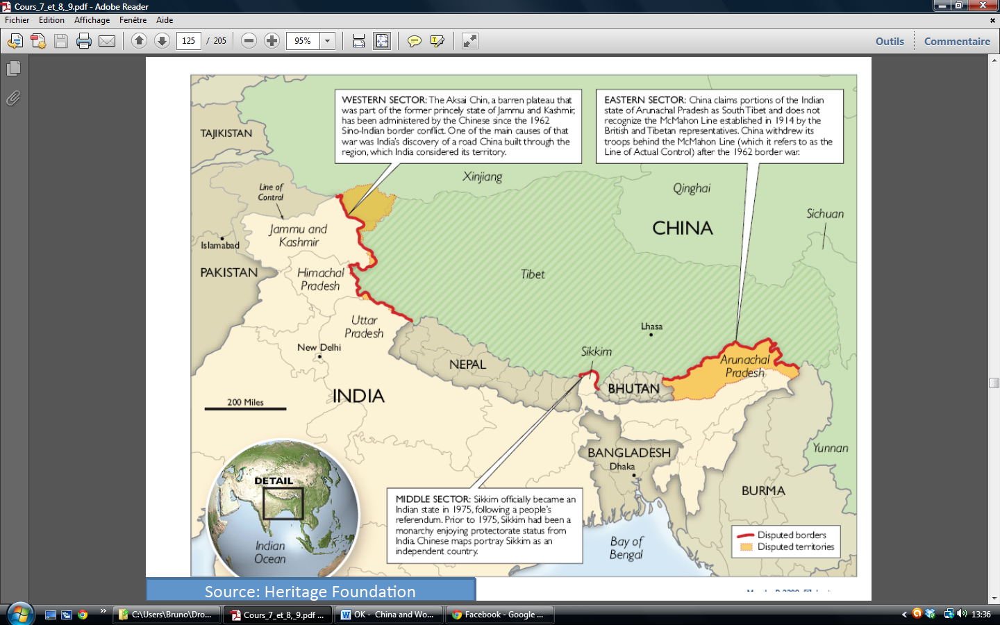 Cours_7_et_8,_9.pdf - Adobe Reader
Fichier Edition Affichage Fenêtre Aide
125 / 205
95%
Outils Commentaire
WESTERN SECTOR: The Aksai Chin, a barren plateau that
was part of the former princely state of Jammu and Kashmir,
has been administered by the Chinese since the 1962
Sino-Indian border conflict. One of the main causes of that
war was India's discovery of a road China built through the
region, which India considered its territory.
EASTERN SECTOR: China claims portions of the Indian
state of Arunachal Pradesh as South Tibet and does not
recognize the McMahon Line established in 1914 by the
British and Tibetan representatives. China withdrew its
troops behind the McMahon Line (which it refers to as the
Line of Actual Control) after the 1962 border war.
TAJIKISTAN
Xinjiang
Qinghai
Line of
Control
Sichuan
CHINA
Jammu and
Kashmir
Islamabad
PAKISTAN
Himachal
Pradesh
Tibet
Uttar
Pradesh
Lhasa
New Delhi
Sikkim
Arunachal
Pradesh
NEPAL
BHUTAN
INDIA
200 Miles
Yunnan
BANGLADESH
Dhaka
DETAIL
BURMA
Indian
Ocean
MIDDLE SECTOR: Sikkim officially became an
Indian state in 1975, following a people's
referendum. Prior to 1975, Sikkim had been a
monarchy enjoying protectorate status from
India. Chinese maps portray Sikkim as an
independent country.
Bay of
Bengal
Disputed borders
Disputed territories
Source: Heritage Foundation
C:\Users\Bruno\Dro...
Cours_7_et_8,_9.pdf ...
OK - China and Wo...
Facebook - Google ...
13:36